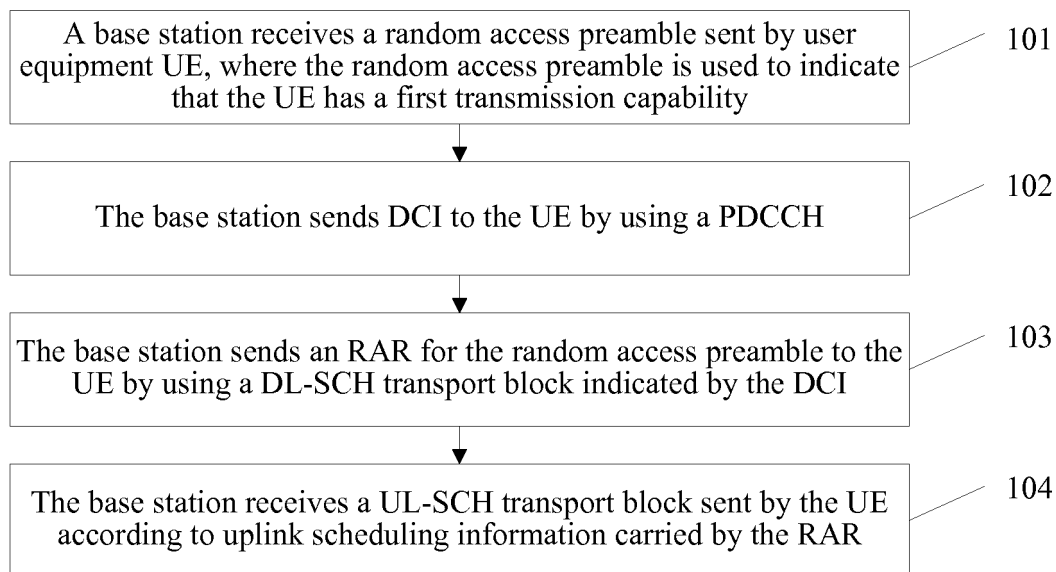 A base station receives a random access preamble sent by user
equipment UE, where the random access preamble is used to indicate
that the UE has a first transmission capability
101
The base station sends DCI to the UE by using a PDCCH
102
The base station sends an RAR for the random access preamble to the
UE by using a DL-SCH transport block indicated by the DCI
103
The base station receives a UL-SCH transport block sent by the UE
according to uplink scheduling information carried by the RAR
104